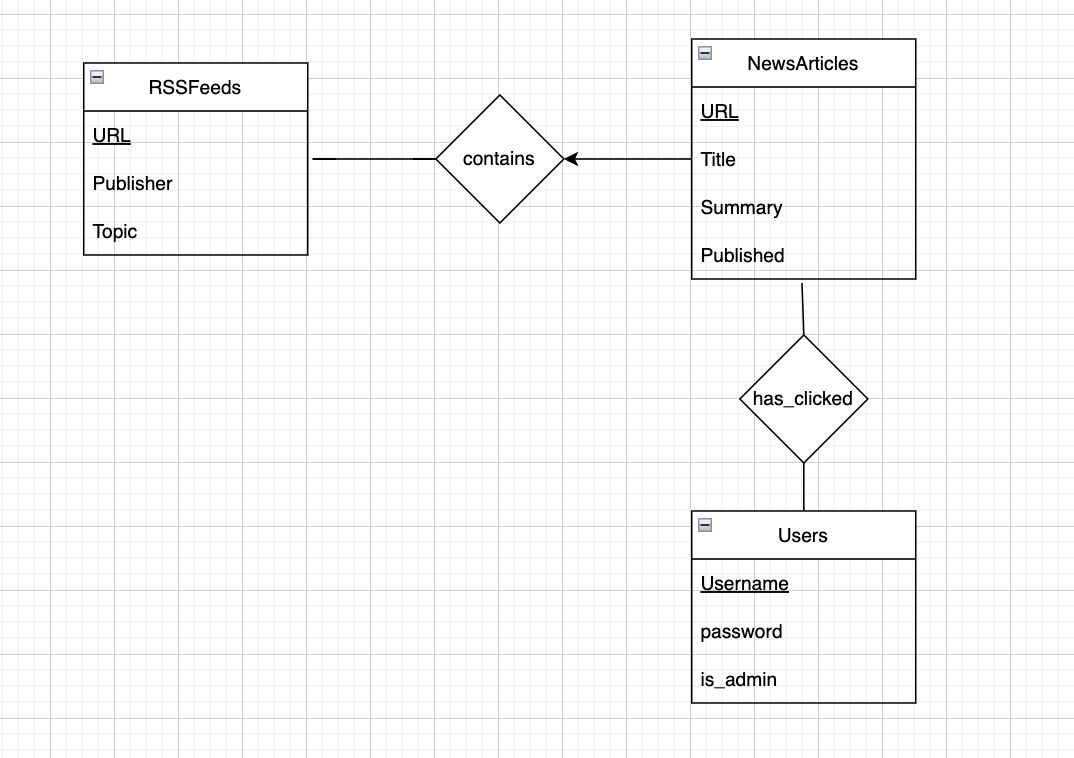 RSSFeeds
URL
Publisher
Topic
contains
NewsArticles
URL
Title
Summary
Published
has_clicked
Users
Username
password
is_admin